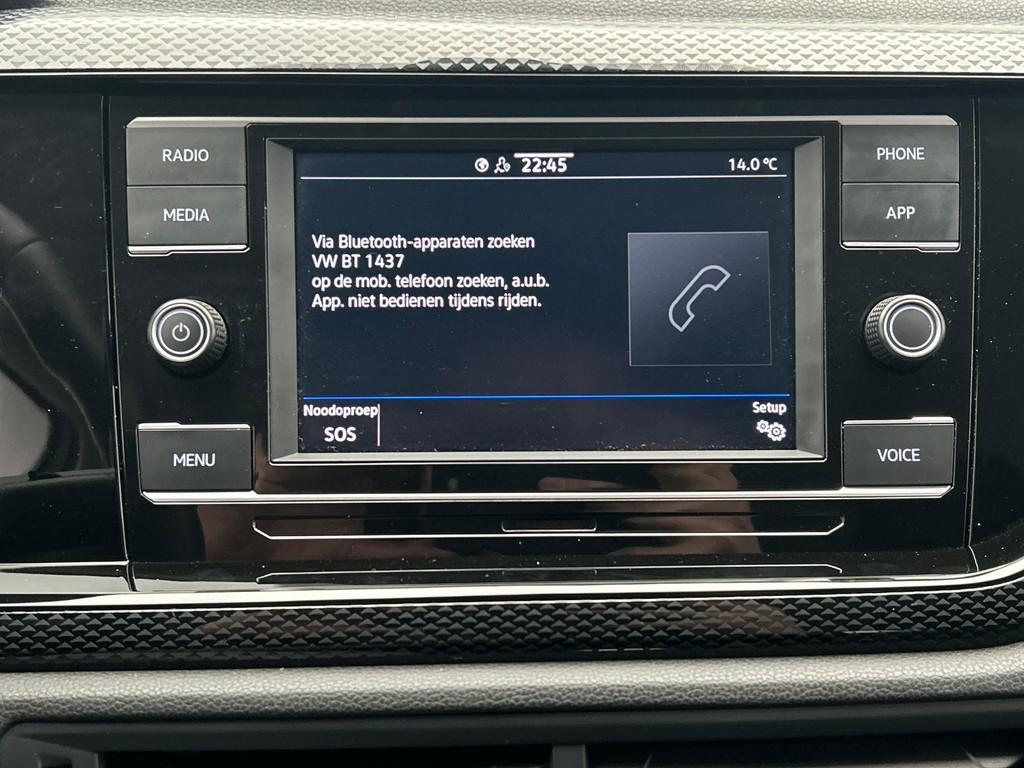 RADIO
MEDIA
22:45
14.0 °C
PHONE
APP
Via Bluetooth-apparaten zoeken
VW BT 1437
op de mob. telefoon zoeken, a.u.b.
App. niet bedienen tijdens rijden.
Noodoproep
SOS
Setup
MENU
VOICE